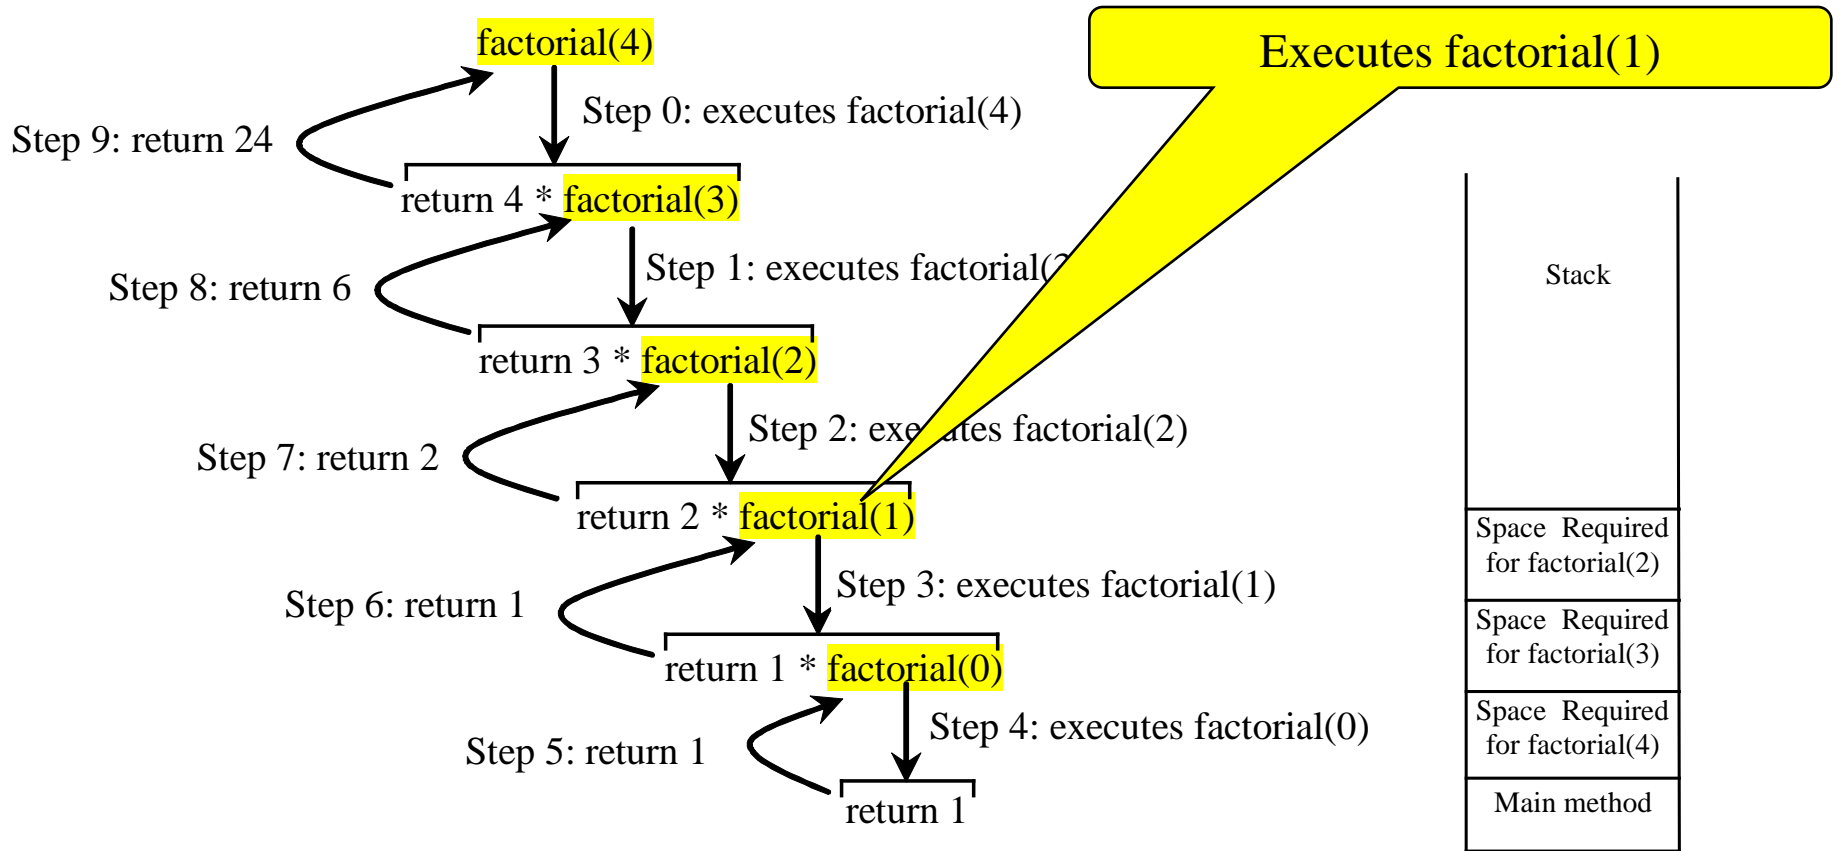 factorial(4)
Executes factorial(1)
Step 0: executes factorial(4)
Step 9: return 24
return 4 * factorial(3)
Step 1: executes
Stack
Step 8: return 6
return 3 * factorial(2)
Step 2: executes factorial(2)
Step 7: return 2
return 2 * factorial(1)
Space Required
for factorial(2)
Step 3: executes factorial(1)
Step 6: return 1
Space Required
for factorial(3)
return 1 * factorial(0)
Space Required
for factorial(4)
Step 4: executes factorial(0)
Step 5: return 1
return 1
Main method